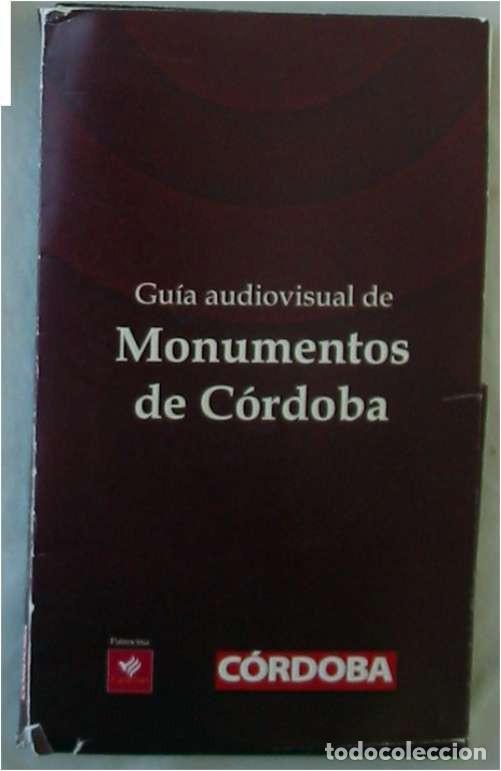 Guía audiovisual de
Monumentos
de Córdoba
Patrocina
CÓRDOBA
todocoleccion